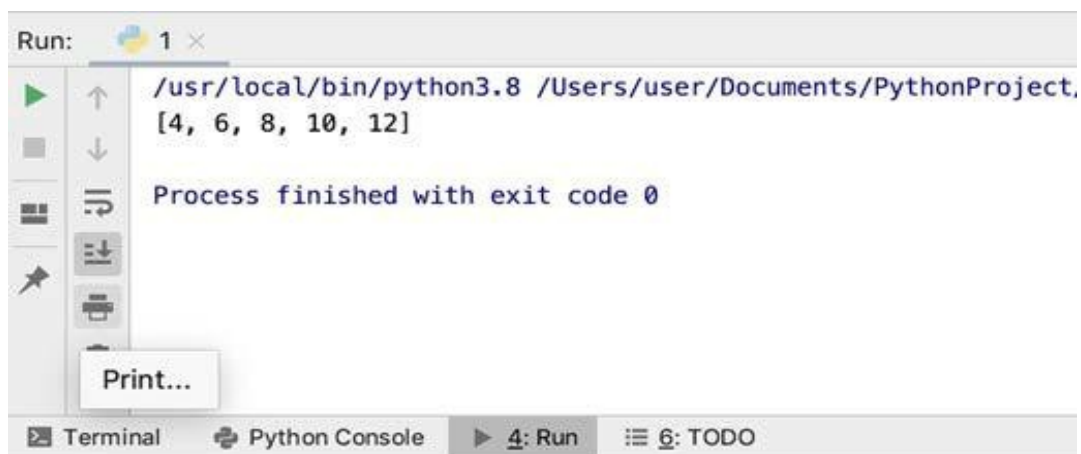 Run: 1 ×
/usr/local/bin/python3.8 /Users/user/Documents/PythonProject/
[4, 6, 8, 10, 12]
Process finished with exit code 0
Print...
Terminal Python Console 4: Run 6: TODO